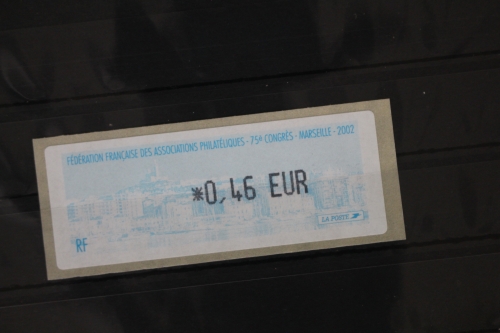 FÉDÉRATION FRANÇAISE DES ASSOCIATIONS PHILATÉLIQUES - 75e CONGRÈS - MARSEILLE - 2002
*0,46 EUR
LA POSTE
RF